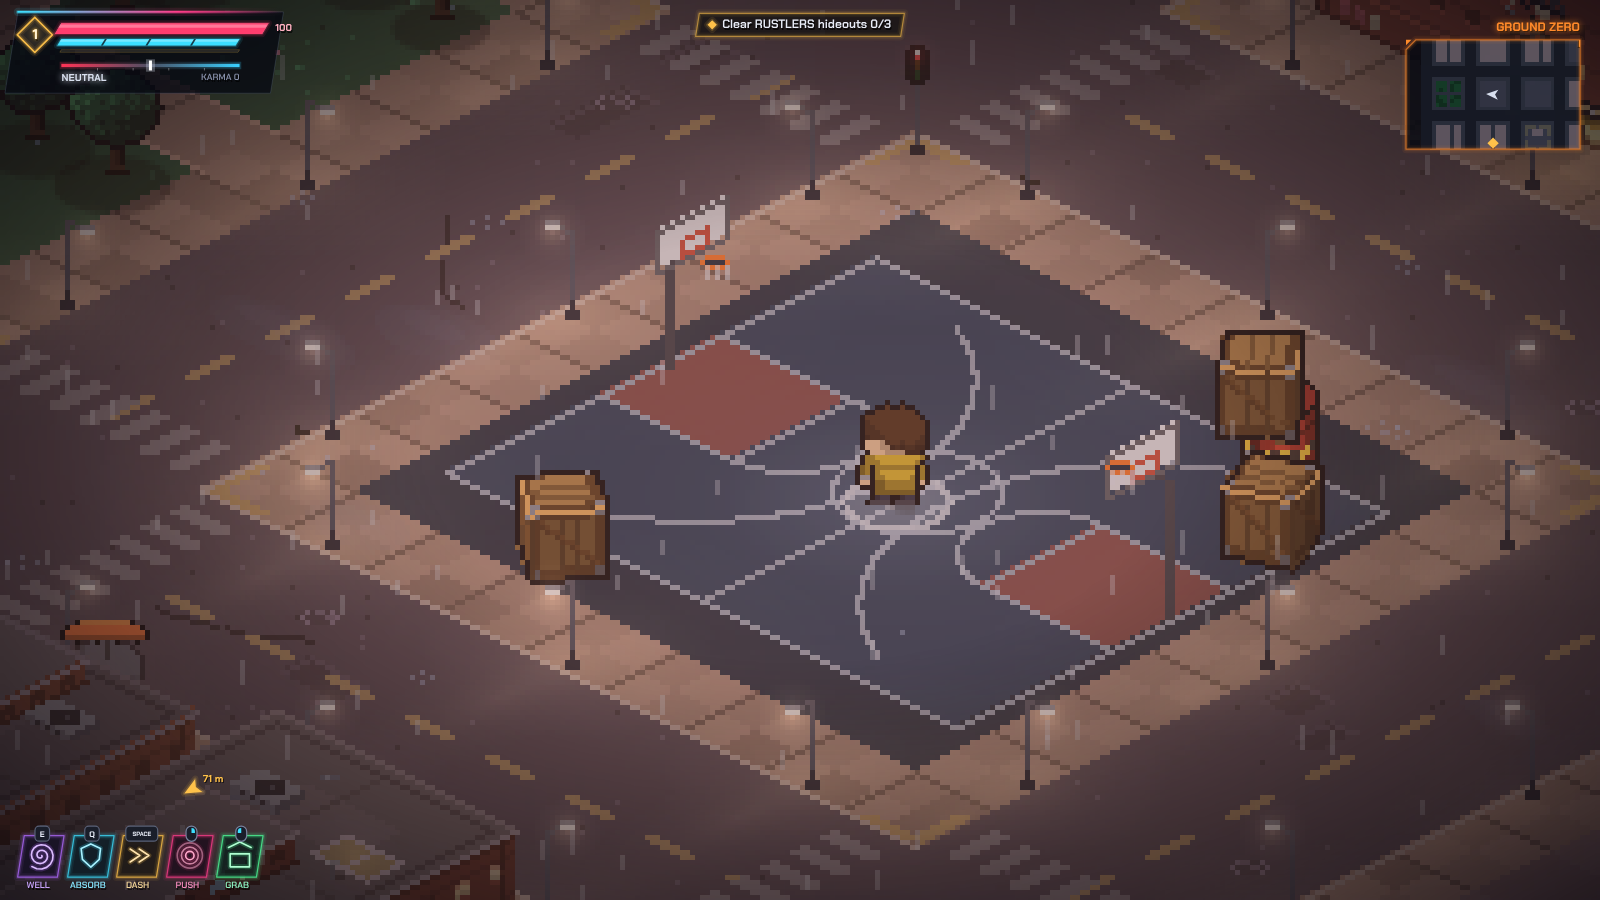 1
100
NEUTRAL
KARMA 0
Clear RUSTLERS hideouts 0/3
GROUND ZERO
71 m
E
Q
SPACE
WELL
ABSORB
DASH
PUSH
GRAB